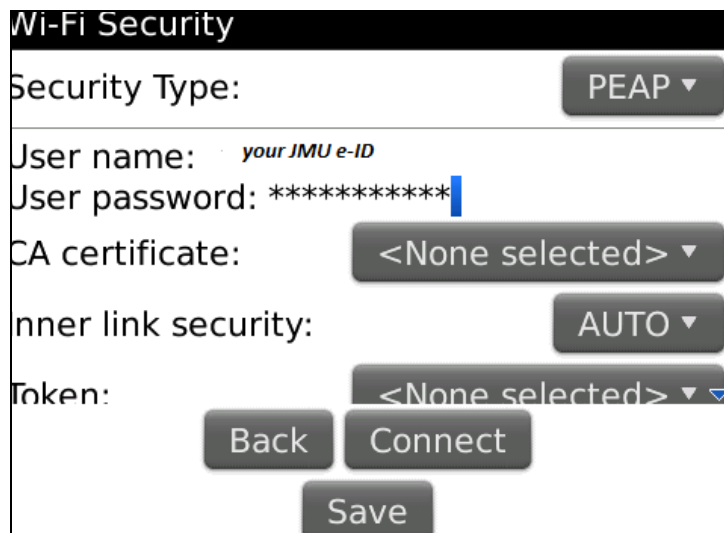 Wi-Fi Security
Security Type: PEAP
User name: your JMU e-ID
User password: ***********
CA certificate: <None selected>
Inner link security: AUTO
Token: <None selected>
Back Connect
Save